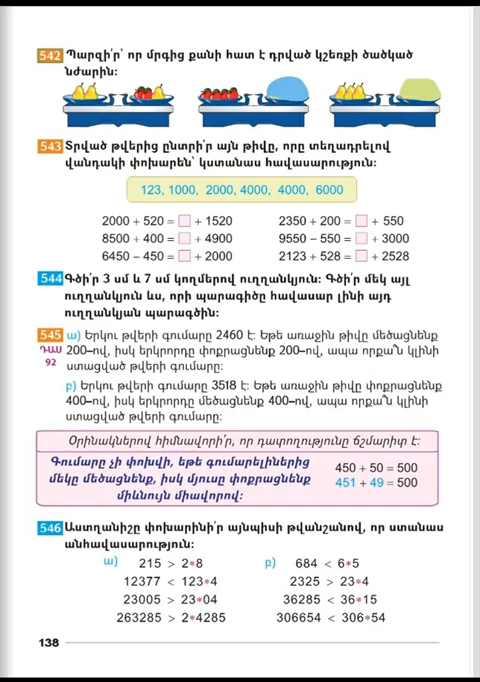 542 Պարզի՛ր՝ որ մրգից քանի հատ է դրված կշեռքի ծածկած
նժարին:
543 Տրված թվերից ընտրի՛ր այն թիվը, որը տեղադրելով
վանդակի փոխարեն՝ կստանաս հավասարություն:
123, 1000, 2000, 4000, 4000, 6000
2000 + 520 = □ + 1520 2350 + 200 = □ + 550
8500 + 400 = □ + 4900 9550 – 550 = □ + 3000
6450 – 450 = □ + 2000 2123 + 528 = □ + 2528
544 Գծի՛ր 3 սմ և 7 սմ կողմերով ուղղանկյուն: Գծի՛ր մեկ այլ
ուղղանկյուն ևս, որի պարագիծը հավասար լինի այդ
ուղղանկյան պարագծին:
545 ա) Երկու թվերի գումարը 2460 է: Եթե առաջին թիվը մեծացնենք
ԴԱՍ 200–ով, իսկ երկրորդը փոքրացնենք 200–ով, ապա որքա՞ն կլինի
92 ստացված թվերի գումարը:
բ) Երկու թվերի գումարը 3518 է: Եթե առաջին թիվը փոքրացնենք
400–ով, իսկ երկրորդը մեծացնենք 400–ով, ապա որքա՞ն կլինի
ստացված թվերի գումարը:
Օրինակներով հիմնավորի՛ր, որ դատողությունը ճշմարիտ է:
Գումարը չի փոխվի, եթե գումարելիներից
մեկը մեծացնենք, իսկ մյուսը փոքրացնենք
միևնույն միավորով:
450 + 50 = 500
451 + 49 = 500
546 Աստղանիշը փոխարինի՛ր այնպիսի թվանշանով, որ ստանաս
անհավասարություն:
ա) 215 > 2*8 բ) 684 < 6*5
12377 < 123*4 2325 > 23*4
23005 > 23*04 36285 < 36*15
263285 > 2*4285 306654 < 306*54
138